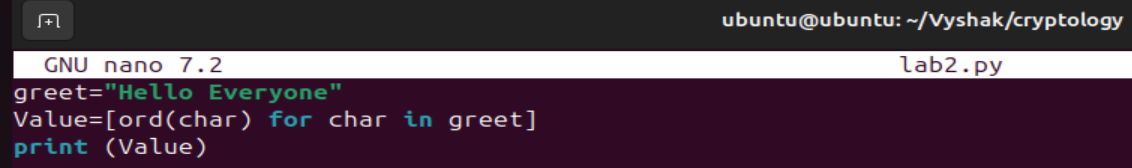 ubuntu@ubuntu: ~/Vyshak/cryptology
GNU nano 7.2 lab2.py
greet="Hello Everyone"
Value=[ord(char) for char in greet]
print (Value)